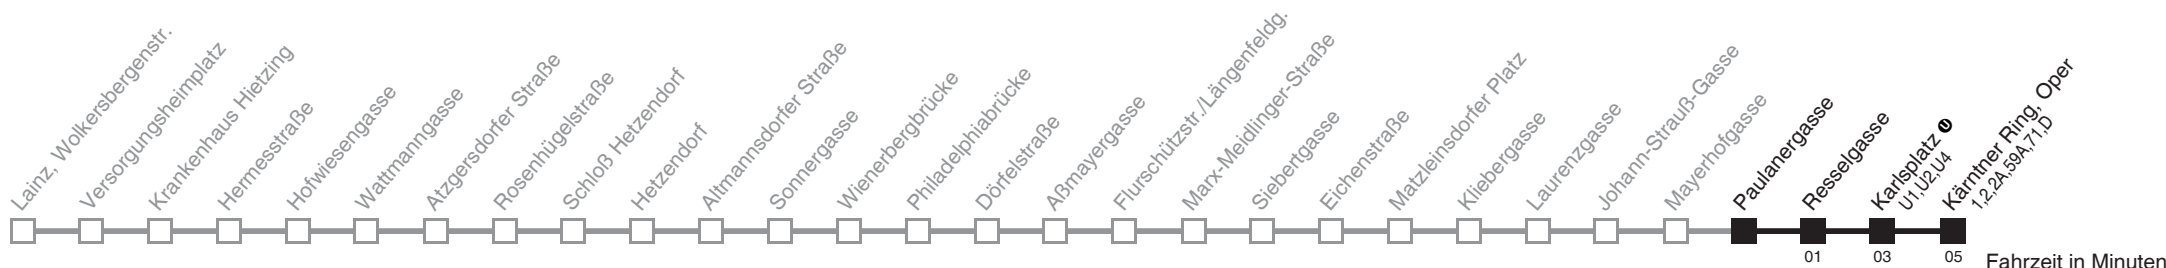 Lainz, Wolkersbergenstr.
Versorgungsheimplatz
Krankenhaus Hietzing
Hermesstraße
Hofwiesengasse
Wattmanngasse
Atzgersdorfer Straße
Rosenhügelstraße
Schloß Hetzendorf
Hetzendorf
Altmannsdorfer Straße
Sonnergasse
Wienerbergbrücke
Philadelphiabrücke
Dörfelstraße
Aßmayergasse
Flurschützstr./Längenfeldg.
Marx-Meidlinger-Straße
Siebertgasse
Eichenstraße
Matzleinsdorfer Platz
Kliebergasse
Laurenzgasse
Johann-Strauß-Gasse
Mayerhofgasse
Paulanergasse
Resselgasse
Karlsplatz U
U1,U2,U4
Kärntner Ring, Oper
1,2,2A,59A,71,D
01
03
05
Fahrzeit in Minuten